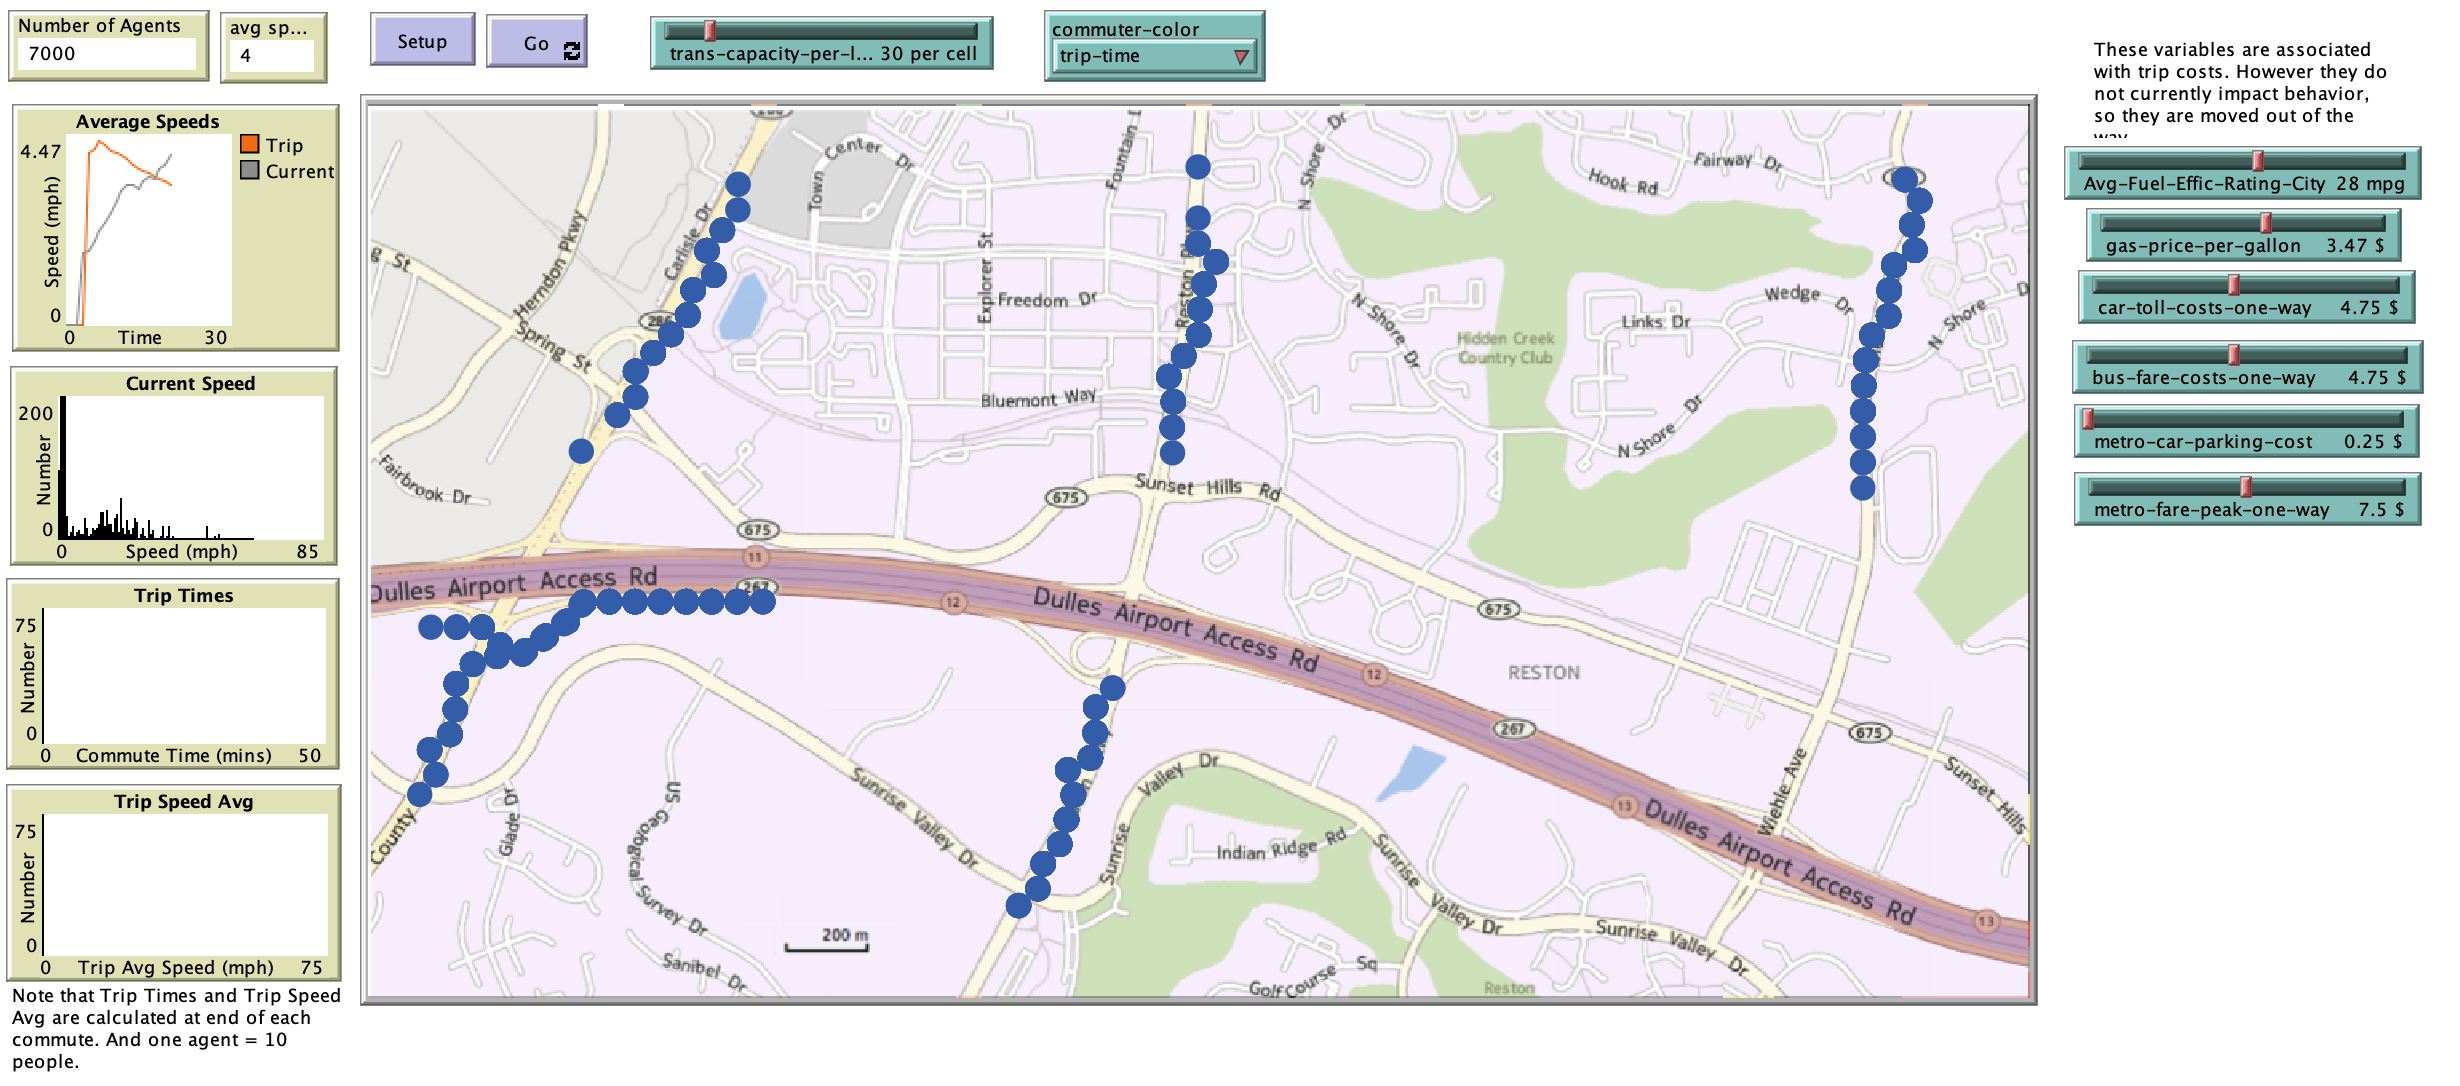 Number of Agents
7000
avg sp...
4
Setup
Go
trans-capacity-per-l... 30 per cell
commuter-color
trip-time
These variables are associated
with trip costs. However they do
not currently impact behavior,
so they are moved out of the
Average Speeds
4.47
Speed (mph)
0
0 Time 30
Trip
Current
Current Speed
200
Number
0
0 Speed (mph) 85
Trip Times
75
Number
0
0 Commute Time (mins) 50
Trip Speed Avg
75
Number
0
0 Trip Avg Speed (mph) 75
Note that Trip Times and Trip Speed
Avg are calculated at end of each
commute. And one agent = 10
people.
Avg-Fuel-Effic-Rating-City 28 mpg
gas-price-per-gallon 3.47 $
car-toll-costs-one-way 4.75 $
bus-fare-costs-one-way 4.75 $
metro-car-parking-cost 0.25 $
metro-fare-peak-one-way 7.5 $
Center Dr
Town
Fountain
N Shore Dr
Hook Rd
Fairway Dr
St
Herndon Pkwy
Carlisle Dr
Explorer St
Freedom Dr
Reston
Spring St
286
N Shore Dr
Hidden Creek
Country Club
Links Dr
Wedge Dr
N Shore D
Bluemont Way
N Shore Dr
Fairbrook Dr
675
Sunset Hills Rd
675
11
Dulles Airport Access Rd
267
12
Dulles Airport Access Rd
675
12
RESTON
267
675
Sunset Hills
Wiehle Ave
13
Dulles Airport Access Rd
13
County
Glade Dr
US Geological Survey Dr
Sunrise Valley Dr
Sunrise Valley Dr
Indian Ridge Rd
Sunrise Valley Dr
Sunrise Valley Dr
200 m
Sanibel Dr
Golf Course Sq
Reston